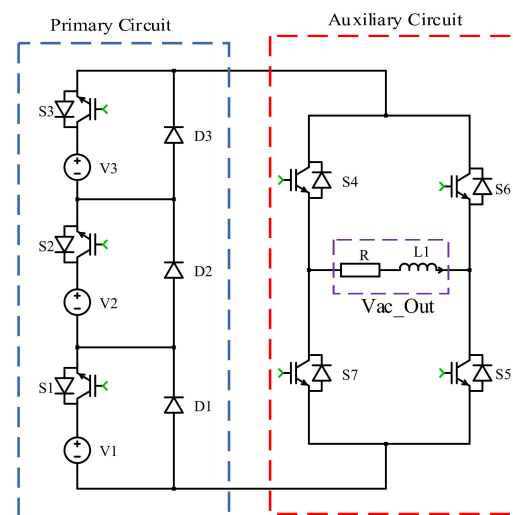 Primary Circuit
Auxiliary Circuit
S3
D3
V3
S4
S6
S2
D2
V2
R
L1
Vac_Out
S1
D1
S7
S5
V1